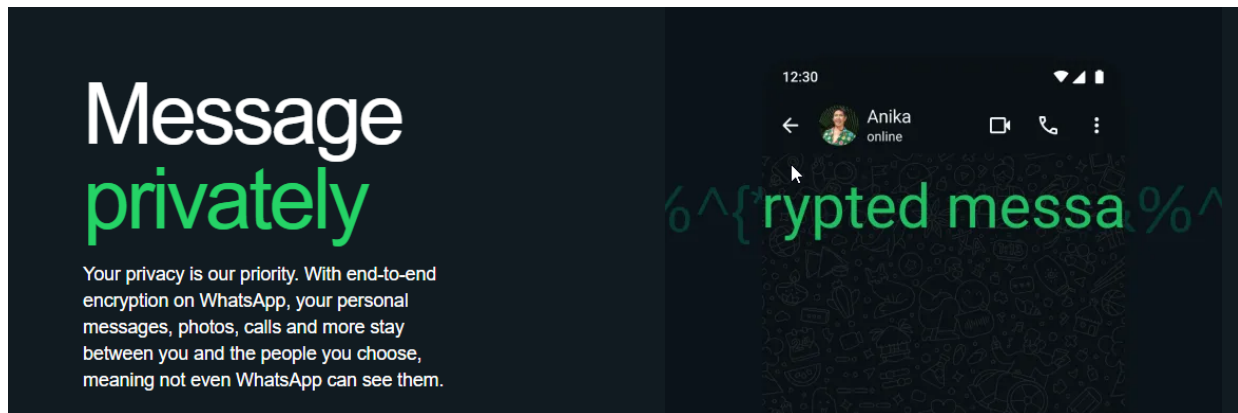 Message
privately
Your privacy is our priority. With end-to-end
encryption on WhatsApp, your personal
messages, photos, calls and more stay
between you and the people you choose,
meaning not even WhatsApp can see them.
12:30
Anika
online
%^{*rypted messa&%^